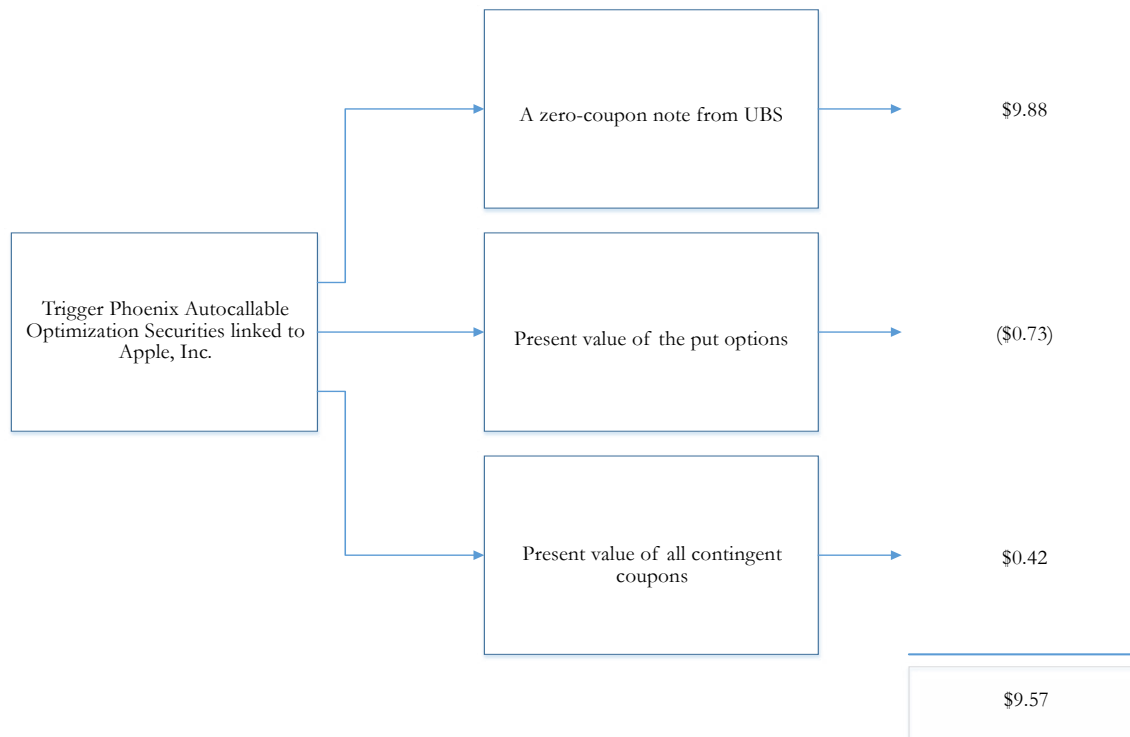 A zero-coupon note from UBS
$9.88
Trigger Phoenix Autocallable
Optimization Securities linked to
Apple, Inc.
Present value of the put options
($0.73)
Present value of all contingent
coupons
$0.42
$9.57